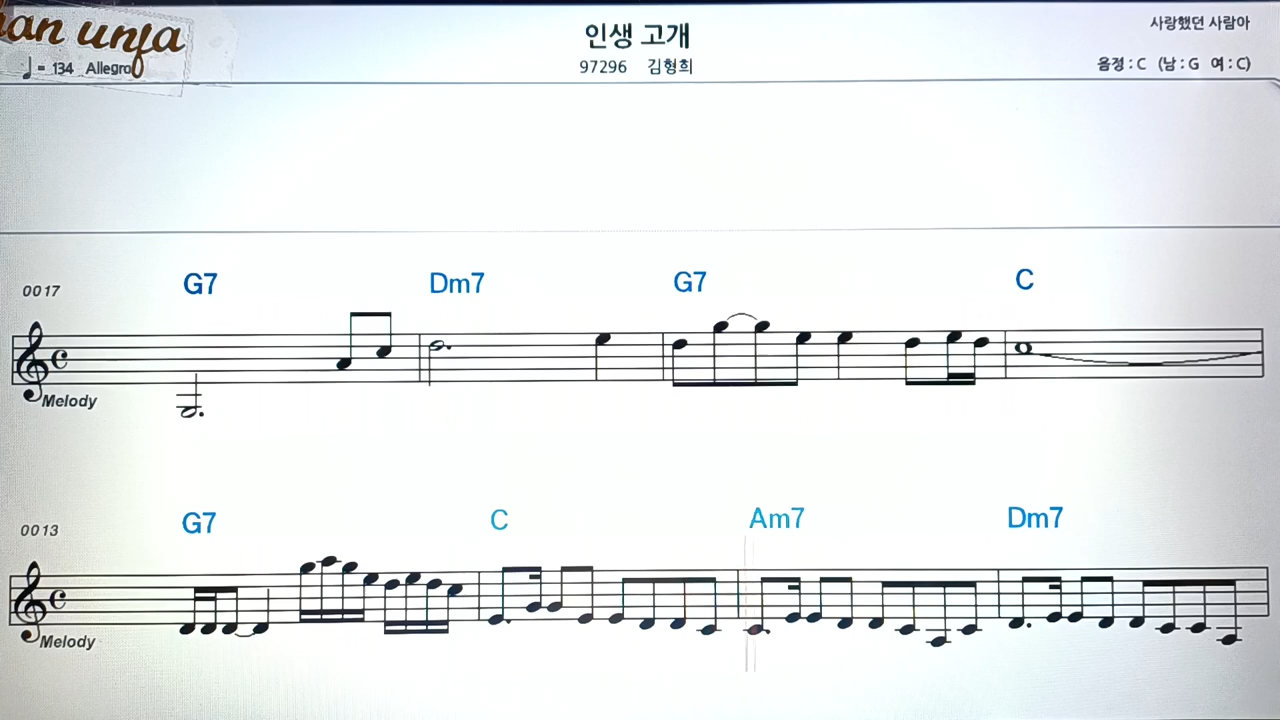 an unfa
인생 고개
사랑했던 사람아
♩= 134 Allegro
97296 김형희
음정 : C (남 : G 여 : C)
G7 Dm7 G7 C
0017
Melody
G7 C Am7 Dm7
0013
Melody